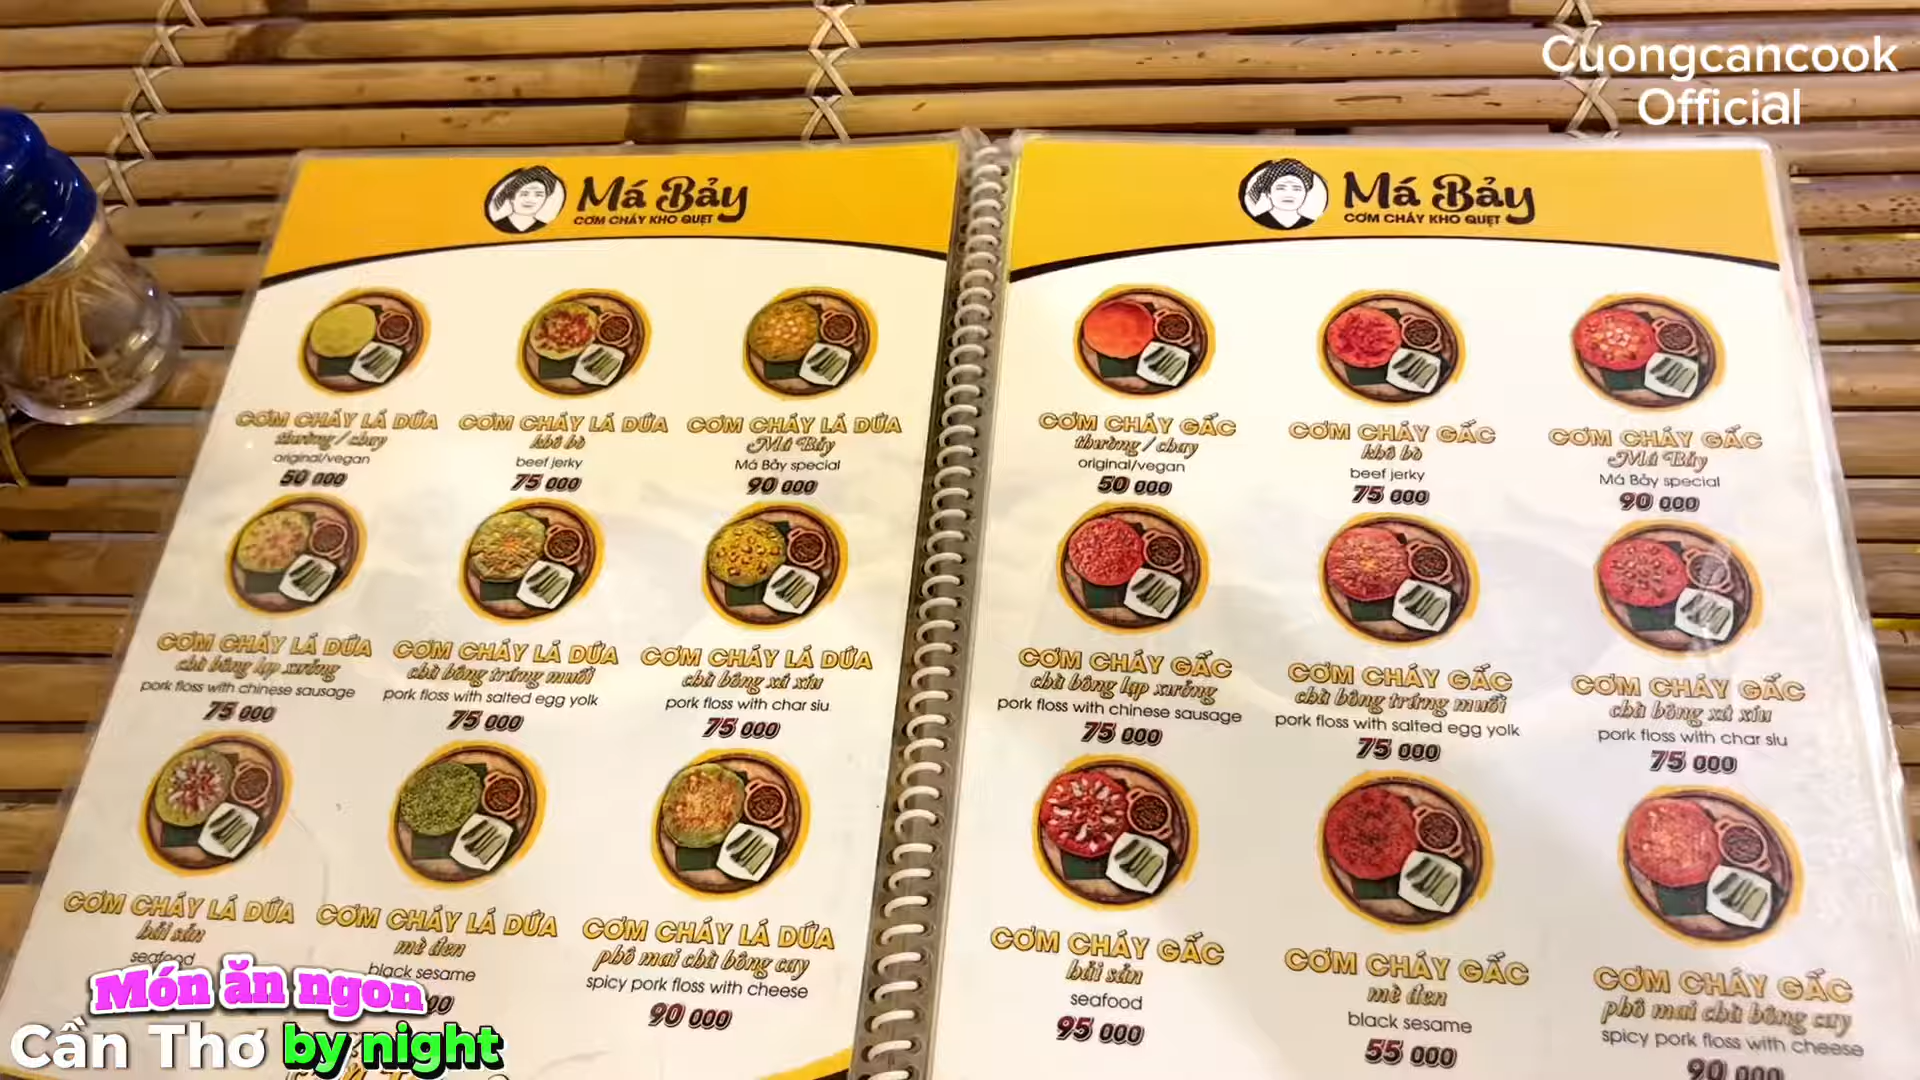 Cuongcancook
Official
Má Bảy
CƠM CHÁY KHO QUẸT
CƠM CHÁY LÁ DỨA
thường / chay
original/vegan
50 000
CƠM CHÁY LÁ DỨA
khô bò
beef jerky
75 000
CƠM CHÁY LÁ DỨA
Má Bảy
Má Bảy special
90 000
CƠM CHÁY LÁ DỨA
chà bông lạp xưởng
pork floss with chinese sausage
75 000
CƠM CHÁY LÁ DỨA
chà bông trứng muối
pork floss with salted egg yolk
75 000
CƠM CHÁY LÁ DỨA
chà bông xá xíu
pork floss with char siu
75 000
CƠM CHÁY LÁ DỨA
hải sản
seafood
CƠM CHÁY LÁ DỨA
mè đen
black sesame
CƠM CHÁY LÁ DỨA
phô mai chà bông cay
spicy pork floss with cheese
90 000
Má Bảy
CƠM CHÁY KHO QUẸT
CƠM CHÁY GẤC
thường / chay
original/vegan
50 000
CƠM CHÁY GẤC
khô bò
beef jerky
75 000
CƠM CHÁY GẤC
Má Bảy
Má Bảy special
90 000
CƠM CHÁY GẤC
chà bông lạp xưởng
pork floss with chinese sausage
75 000
CƠM CHÁY GẤC
chà bông trứng muối
pork floss with salted egg yolk
75 000
CƠM CHÁY GẤC
chà bông xá xíu
pork floss with char siu
75 000
CƠM CHÁY GẤC
hải sản
seafood
95 000
CƠM CHÁY GẤC
mè đen
black sesame
55 000
CƠM CHÁY GẤC
phô mai chà bông cay
spicy pork floss with cheese
90 000
Món ăn ngon
Cần Thơ by night